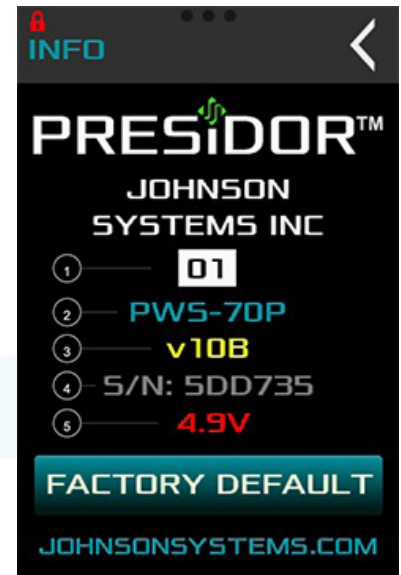 INFO
PRESiDOR™
JOHNSON
SYSTEMS INC
1 01
2 PWS-70P
3 v10B
4 S/N: 5DD735
5 4.9V
FACTORY DEFAULT
JOHNSONSYSTEMS.COM